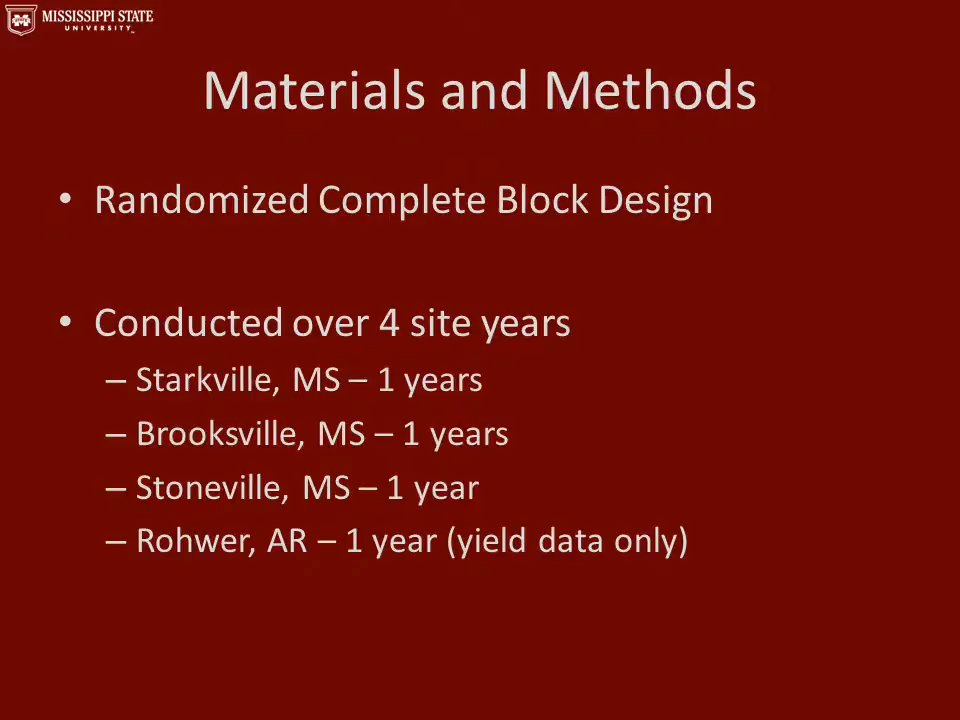 MISSISSIPPI STATE
UNIVERSITY™
Materials and Methods
• Randomized Complete Block Design
• Conducted over 4 site years
– Starkville, MS – 1 years
– Brooksville, MS – 1 years
– Stoneville, MS – 1 year
– Rohwer, AR – 1 year (yield data only)